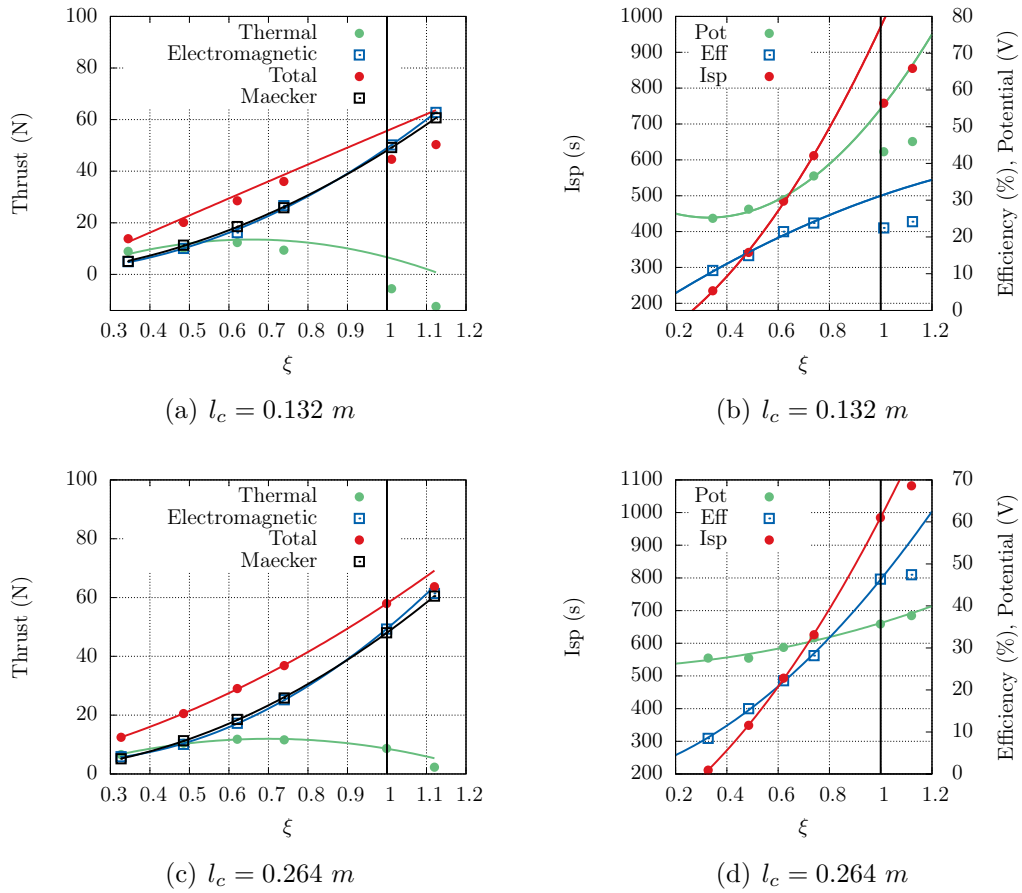 100
80
60
40
20
0
Thrust (N)
Thermal
Electromagnetic
Total
Maecker
0.3 0.4 0.5 0.6 0.7 0.8 0.9 1 1.1 1.2
ξ
(a) l_c = 0.132 m
1000
900
800
700
600
500
400
300
200
Isp (s)
Pot
Eff
Isp
80
70
60
50
40
30
20
10
0
Efficiency (%), Potential (V)
0.2 0.4 0.6 0.8 1 1.2
ξ
(b) l_c = 0.132 m
100
80
60
40
20
0
Thrust (N)
Thermal
Electromagnetic
Total
Maecker
0.3 0.4 0.5 0.6 0.7 0.8 0.9 1 1.1 1.2
ξ
(c) l_c = 0.264 m
1100
1000
900
800
700
600
500
400
300
200
Isp (s)
Pot
Eff
Isp
70
60
50
40
30
20
10
0
Efficiency (%), Potential (V)
0.2 0.4 0.6 0.8 1 1.2
ξ
(d) l_c = 0.264 m